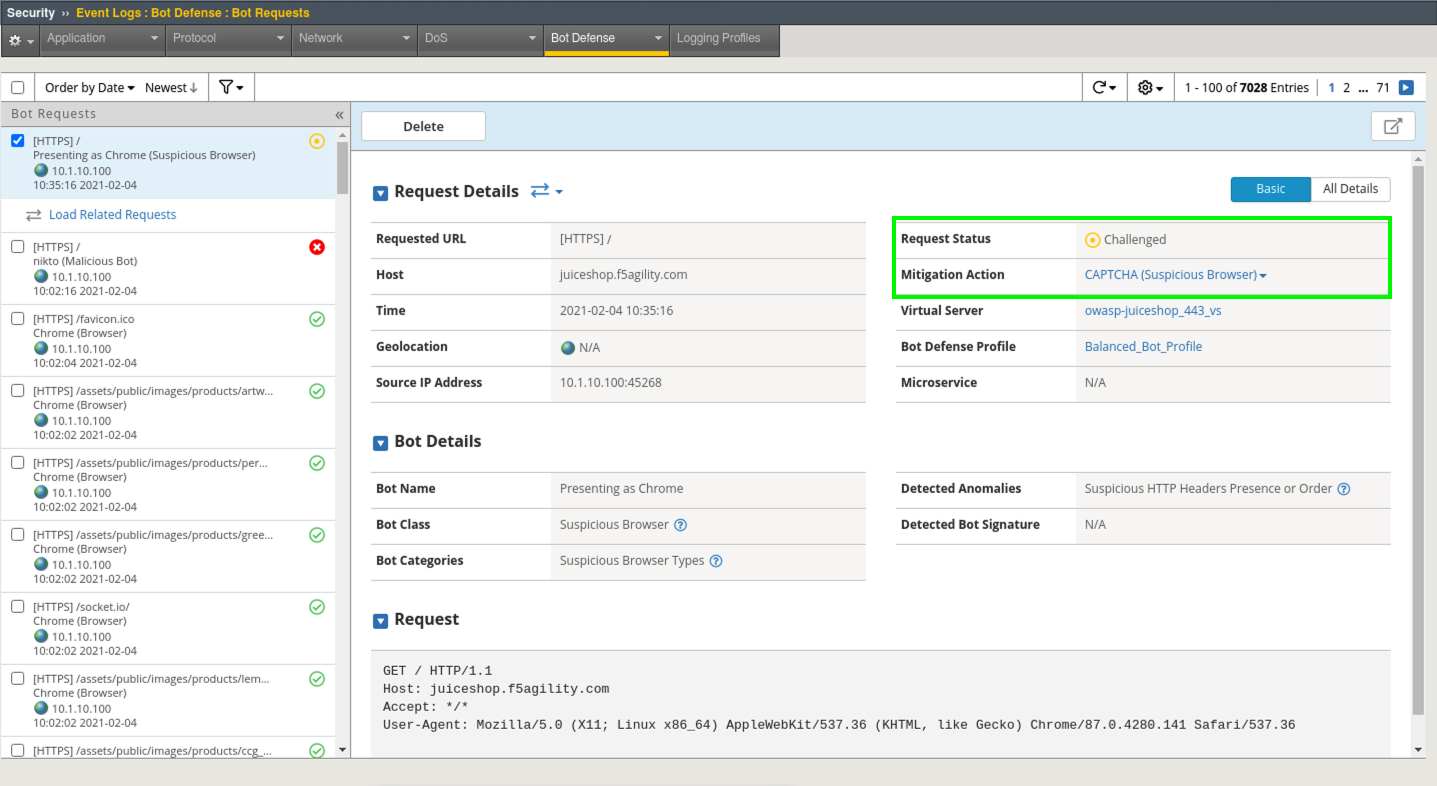 Security ›› Event Logs : Bot Defense : Bot Requests
Application Protocol Network DoS Bot Defense Logging Profiles
Order by Date Newest 1 - 100 of 7028 Entries 1 2 ... 71
Bot Requests «
Delete
[HTTPS] /
Presenting as Chrome (Suspicious Browser)
10.1.10.100
10:35:16 2021-02-04
Load Related Requests
[HTTPS] /
nikto (Malicious Bot)
10.1.10.100
10:02:16 2021-02-04
[HTTPS] /favicon.ico
Chrome (Browser)
10.1.10.100
10:02:04 2021-02-04
[HTTPS] /assets/public/images/products/artw...
Chrome (Browser)
10.1.10.100
10:02:02 2021-02-04
[HTTPS] /assets/public/images/products/per...
Chrome (Browser)
10.1.10.100
10:02:02 2021-02-04
[HTTPS] /assets/public/images/products/gree...
Chrome (Browser)
10.1.10.100
10:02:02 2021-02-04
[HTTPS] /socket.io/
Chrome (Browser)
10.1.10.100
10:02:02 2021-02-04
[HTTPS] /assets/public/images/products/lem...
Chrome (Browser)
10.1.10.100
10:02:02 2021-02-04
[HTTPS] /assets/public/images/products/ccg_...
Request Details
Basic All Details
Requested URL [HTTPS] /
Host juiceshop.f5agility.com
Time 2021-02-04 10:35:16
Geolocation N/A
Source IP Address 10.1.10.100:45268
Request Status Challenged
Mitigation Action CAPTCHA (Suspicious Browser)
Virtual Server owasp-juiceshop_443_vs
Bot Defense Profile Balanced_Bot_Profile
Microservice N/A
Bot Details
Bot Name Presenting as Chrome
Bot Class Suspicious Browser ?
Bot Categories Suspicious Browser Types ?
Detected Anomalies Suspicious HTTP Headers Presence or Order ?
Detected Bot Signature N/A
Request
GET / HTTP/1.1
Host: juiceshop.f5agility.com
Accept: */*
User-Agent: Mozilla/5.0 (X11; Linux x86_64) AppleWebKit/537.36 (KHTML, like Gecko) Chrome/87.0.4280.141 Safari/537.36